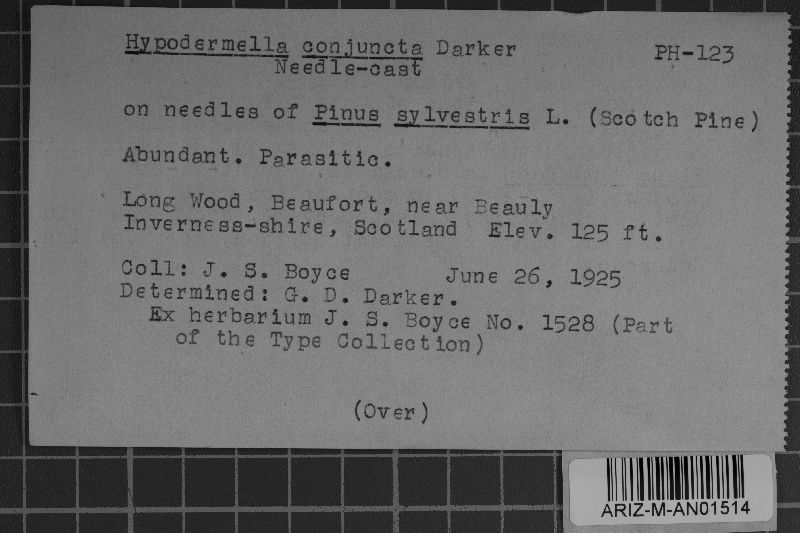 Hypodermella conjuncta Darker PH-123
Needle-cast
on needles of Pinus sylvestris L. (Scotch Pine)
Abundant. Parasitic.
Long Wood, Beaufort, near Beauly
Inverness-shire, Scotland Elev. 125 ft.
Coll: J. S. Boyce June 26, 1925
Determined: G. D. Darker.
Ex herbarium J. S. Boyce No. 1528 (Part
of the Type Collection)
(Over)
ARIZ-M-AN01514